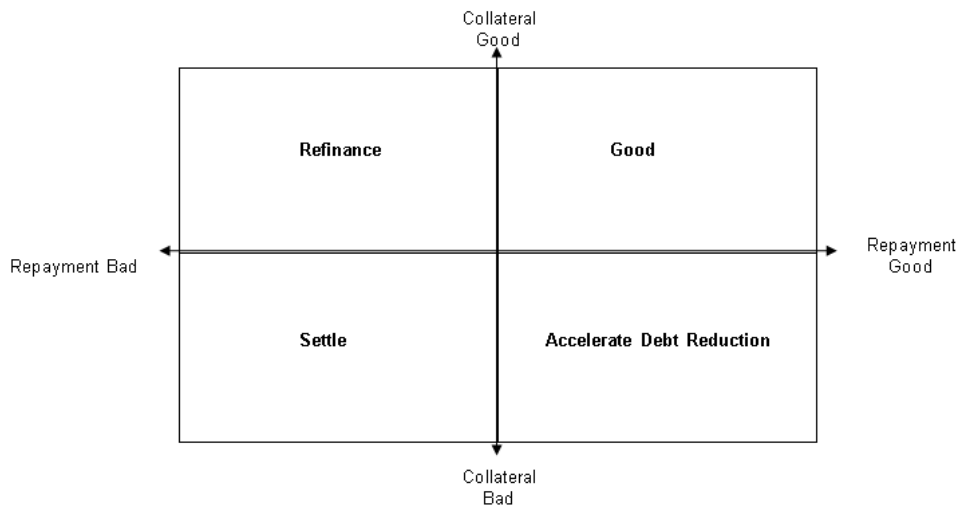 Collateral
Good
Refinance
Good
Repayment Bad
Repayment
Good
Settle
Accelerate Debt Reduction
Collateral
Bad